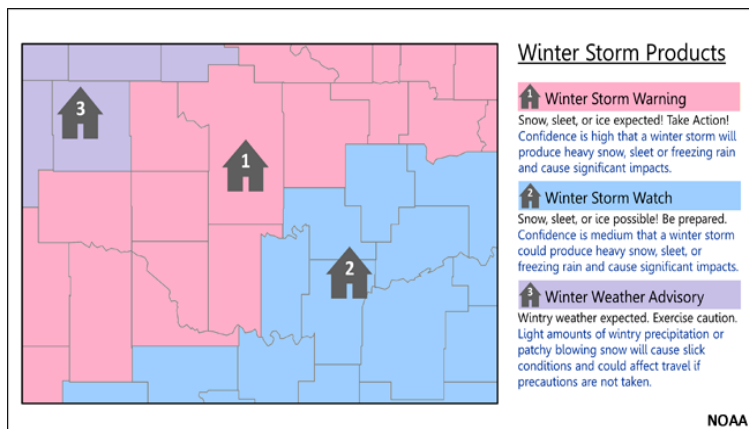 Winter Storm Products
3
1
2
1 Winter Storm Warning
Snow, sleet, or ice expected! Take Action!
Confidence is high that a winter storm will
produce heavy snow, sleet or freezing rain
and cause significant impacts.
2 Winter Storm Watch
Snow, sleet, or ice possible! Be prepared.
Confidence is medium that a winter storm
could produce heavy snow, sleet, or
freezing rain and cause significant impacts.
3 Winter Weather Advisory
Wintry weather expected. Exercise caution.
Light amounts of wintry precipitation or
patchy blowing snow will cause slick
conditions and could affect travel if
precautions are not taken.
NOAA